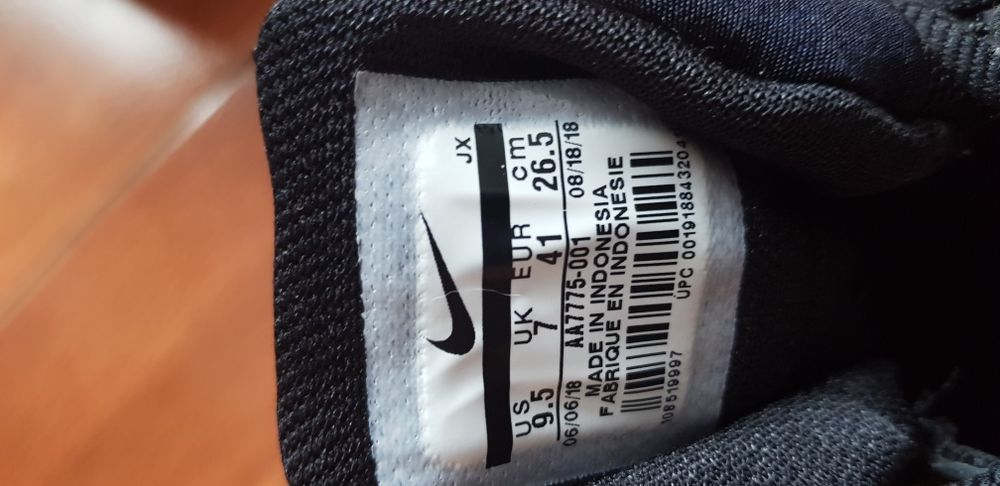 JX
US UK EUR cm
9.5 7 41 26.5
06/06/18 AA7775-001 08/18/18
MADE IN INDONESIA
FABRIQUE EN INDONESIE
108519997 UPC 001918843204